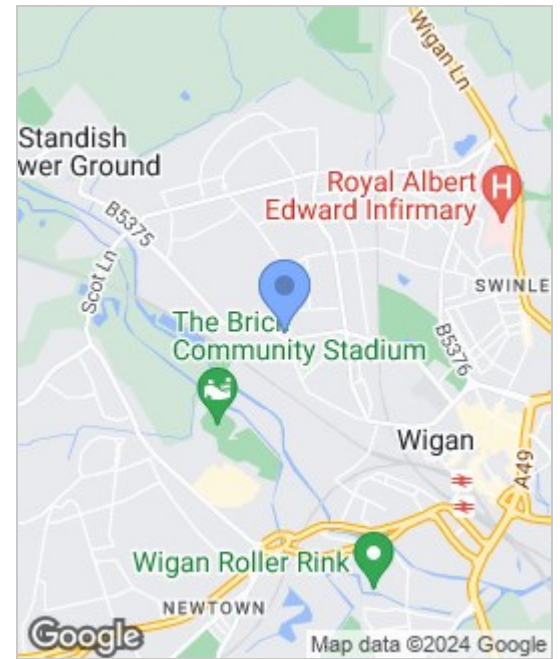 Wigan Ln
Standish
wer Ground
Royal Albert
Edward Infirmary
H
B5375
Scot Ln
SWINLE
The Brick
Community Stadium
B5376
Wigan
A49
Wigan Roller Rink
NEWTOWN
Google
Map data ©2024 Google